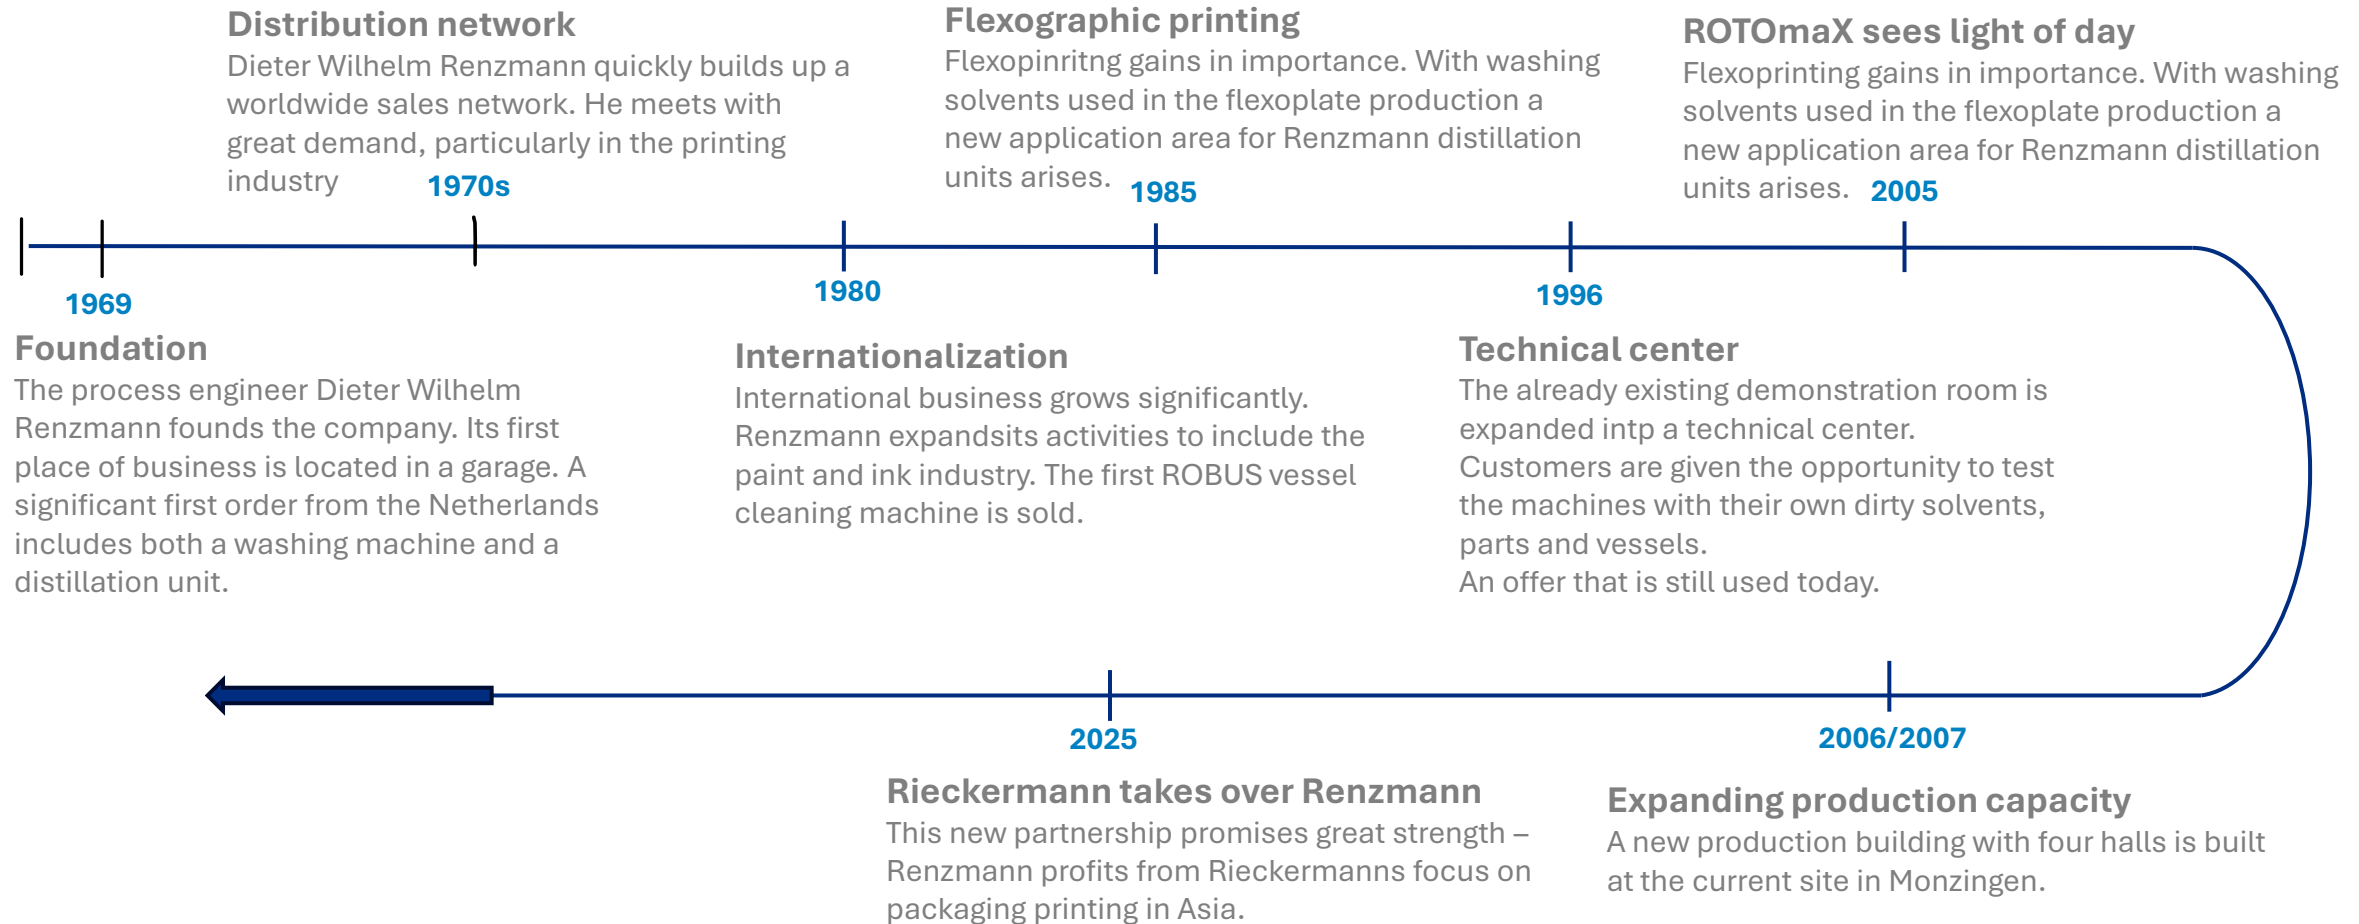 Distribution network
Dieter Wilhelm Renzmann quickly builds up a
worldwide sales network. He meets with
great demand, particularly in the printing
industry
1970s
Flexographic printing
Flexopinritng gains in importance. With washing
solvents used in the flexoplate production a
new application area for Renzmann distillation
units arises.
1985
ROTOmaX sees light of day
Flexoprinting gains in importance. With washing
solvents used in the flexoplate production a
new application area for Renzmann distillation
units arises.
2005
1969
Foundation
The process engineer Dieter Wilhelm
Renzmann founds the company. Its first
place of business is located in a garage. A
significant first order from the Netherlands
includes both a washing machine and a
distillation unit.
1980
Internationalization
International business grows significantly.
Renzmann expandsits activities to include the
paint and ink industry. The first ROBUS vessel
cleaning machine is sold.
1996
Technical center
The already existing demonstration room is
expanded intp a technical center.
Customers are given the opportunity to test
the machines with their own dirty solvents,
parts and vessels.
An offer that is still used today.
2025
Rieckermann takes over Renzmann
This new partnership promises great strength –
Renzmann profits from Rieckermanns focus on
packaging printing in Asia.
2006/2007
Expanding production capacity
A new production building with four halls is built
at the current site in Monzingen.